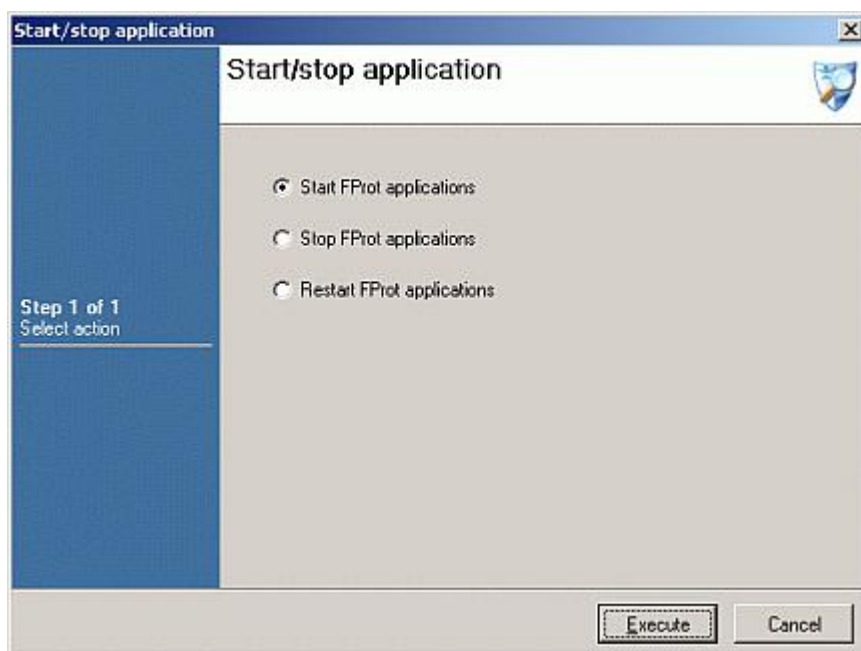 Start/stop application
Start/stop application
Start FProt applications
Stop FProt applications
Restart FProt applications
Step 1 of 1
Select action
Execute
Cancel